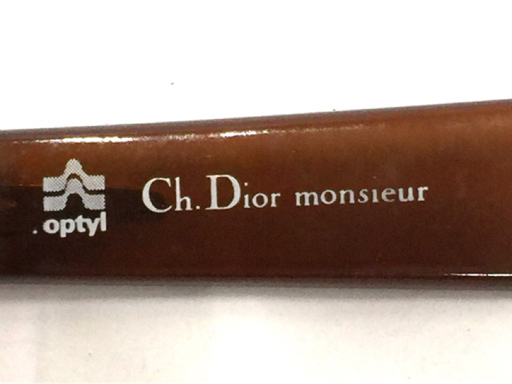 .optyl
Ch. Dior monsieur